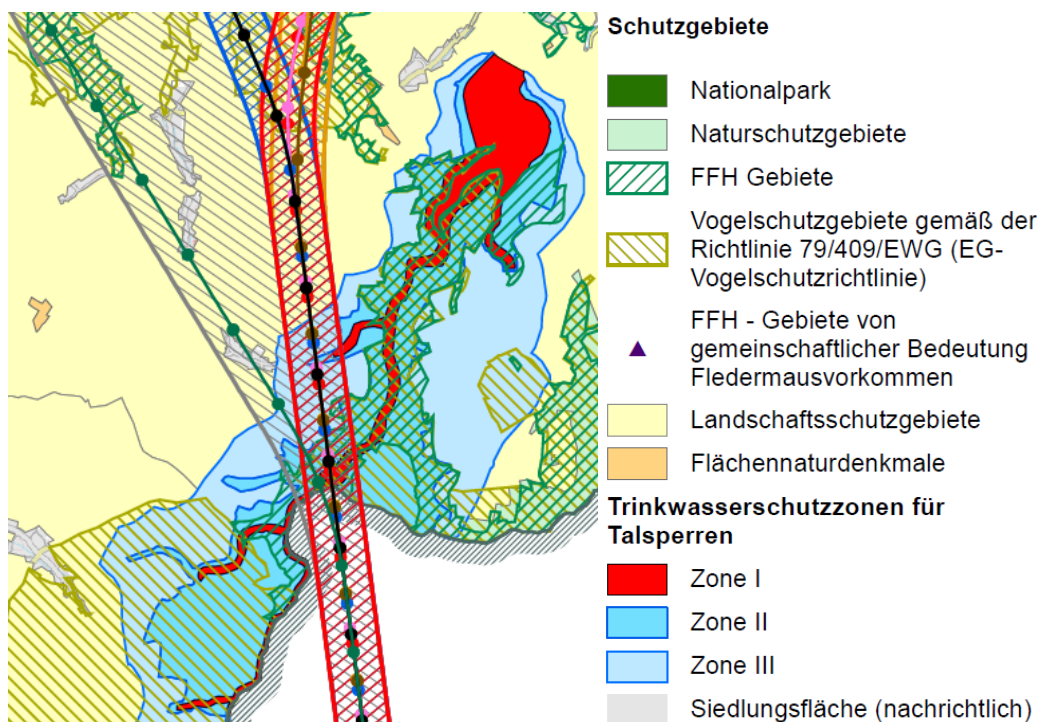 Schutzgebiete
Nationalpark
Naturschutzgebiete
FFH Gebiete
Vogelschutzgebiete gemäß der
Richtlinie 79/409/EWG (EG-
Vogelschutzrichtlinie)
FFH - Gebiete von
gemeinschaftlicher Bedeutung
Fledermausvorkommen
Landschaftsschutzgebiete
Flächennaturdenkmale
Trinkwasserschutzzonen für
Talsperren
Zone I
Zone II
Zone III
Siedlungsfläche (nachrichtlich)